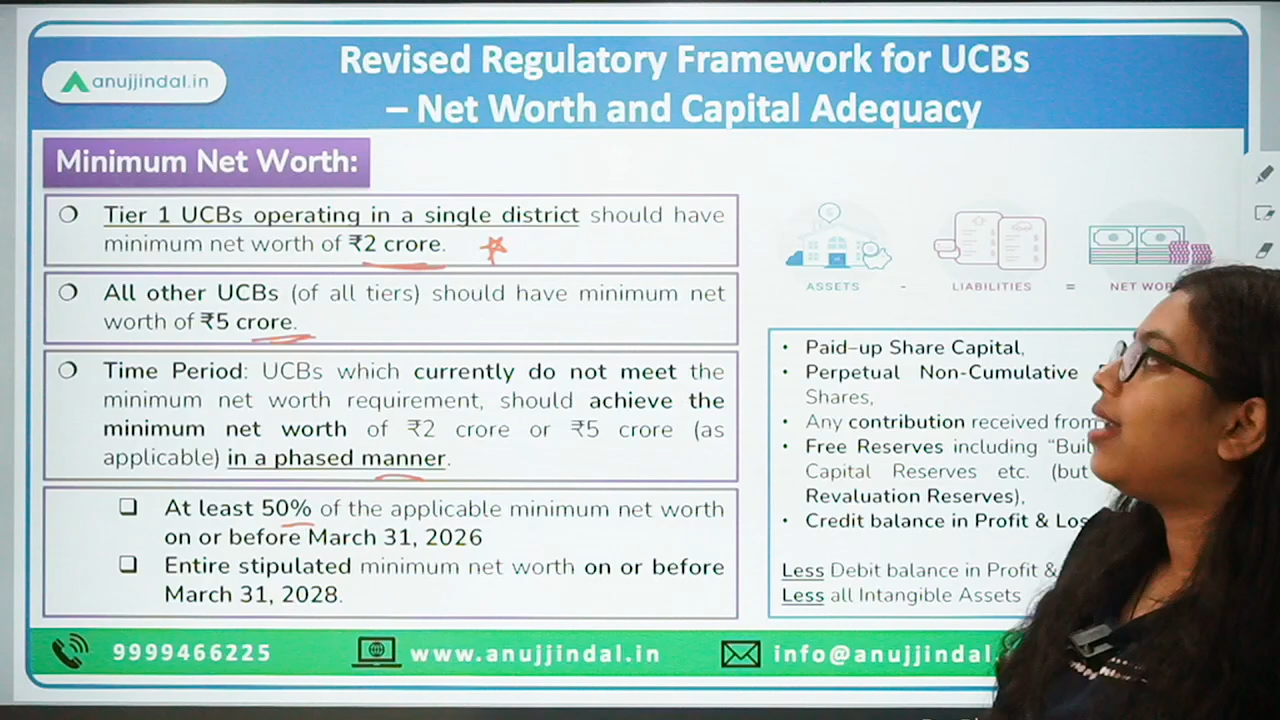 anujjindal.in
Revised Regulatory Framework for UCBs
– Net Worth and Capital Adequacy
Minimum Net Worth:
Tier 1 UCBs operating in a single district should have
minimum net worth of ₹2 crore.
All other UCBs (of all tiers) should have minimum net
worth of ₹5 crore.
Time Period: UCBs which currently do not meet the
minimum net worth requirement, should achieve the
minimum net worth of ₹2 crore or ₹5 crore (as
applicable) in a phased manner.
At least 50% of the applicable minimum net worth
on or before March 31, 2026
Entire stipulated minimum net worth on or before
March 31, 2028.
ASSETS - LIABILITIES = NET WOR
• Paid-up Share Capital,
• Perpetual Non-Cumulative
Shares,
• Any contribution received from
• Free Reserves including “Buil
Capital Reserves etc. (but
Revaluation Reserves),
• Credit balance in Profit & Los
Less Debit balance in Profit &
Less all Intangible Assets
9999466225 www.anujjindal.in info@anujjindal.